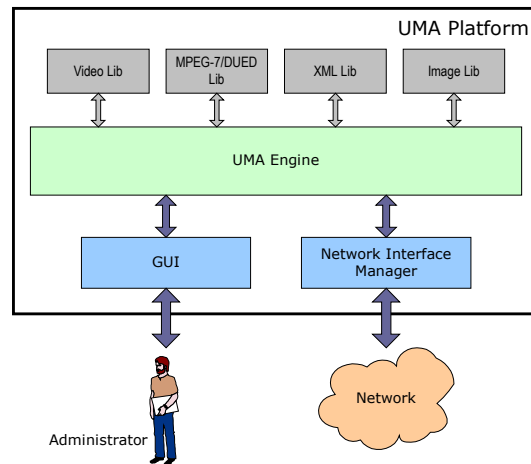 UMA Platform
Video Lib
MPEG-7/DUED
Lib
XML Lib
Image Lib
UMA Engine
GUI
Network Interface
Manager
Network
Administrator